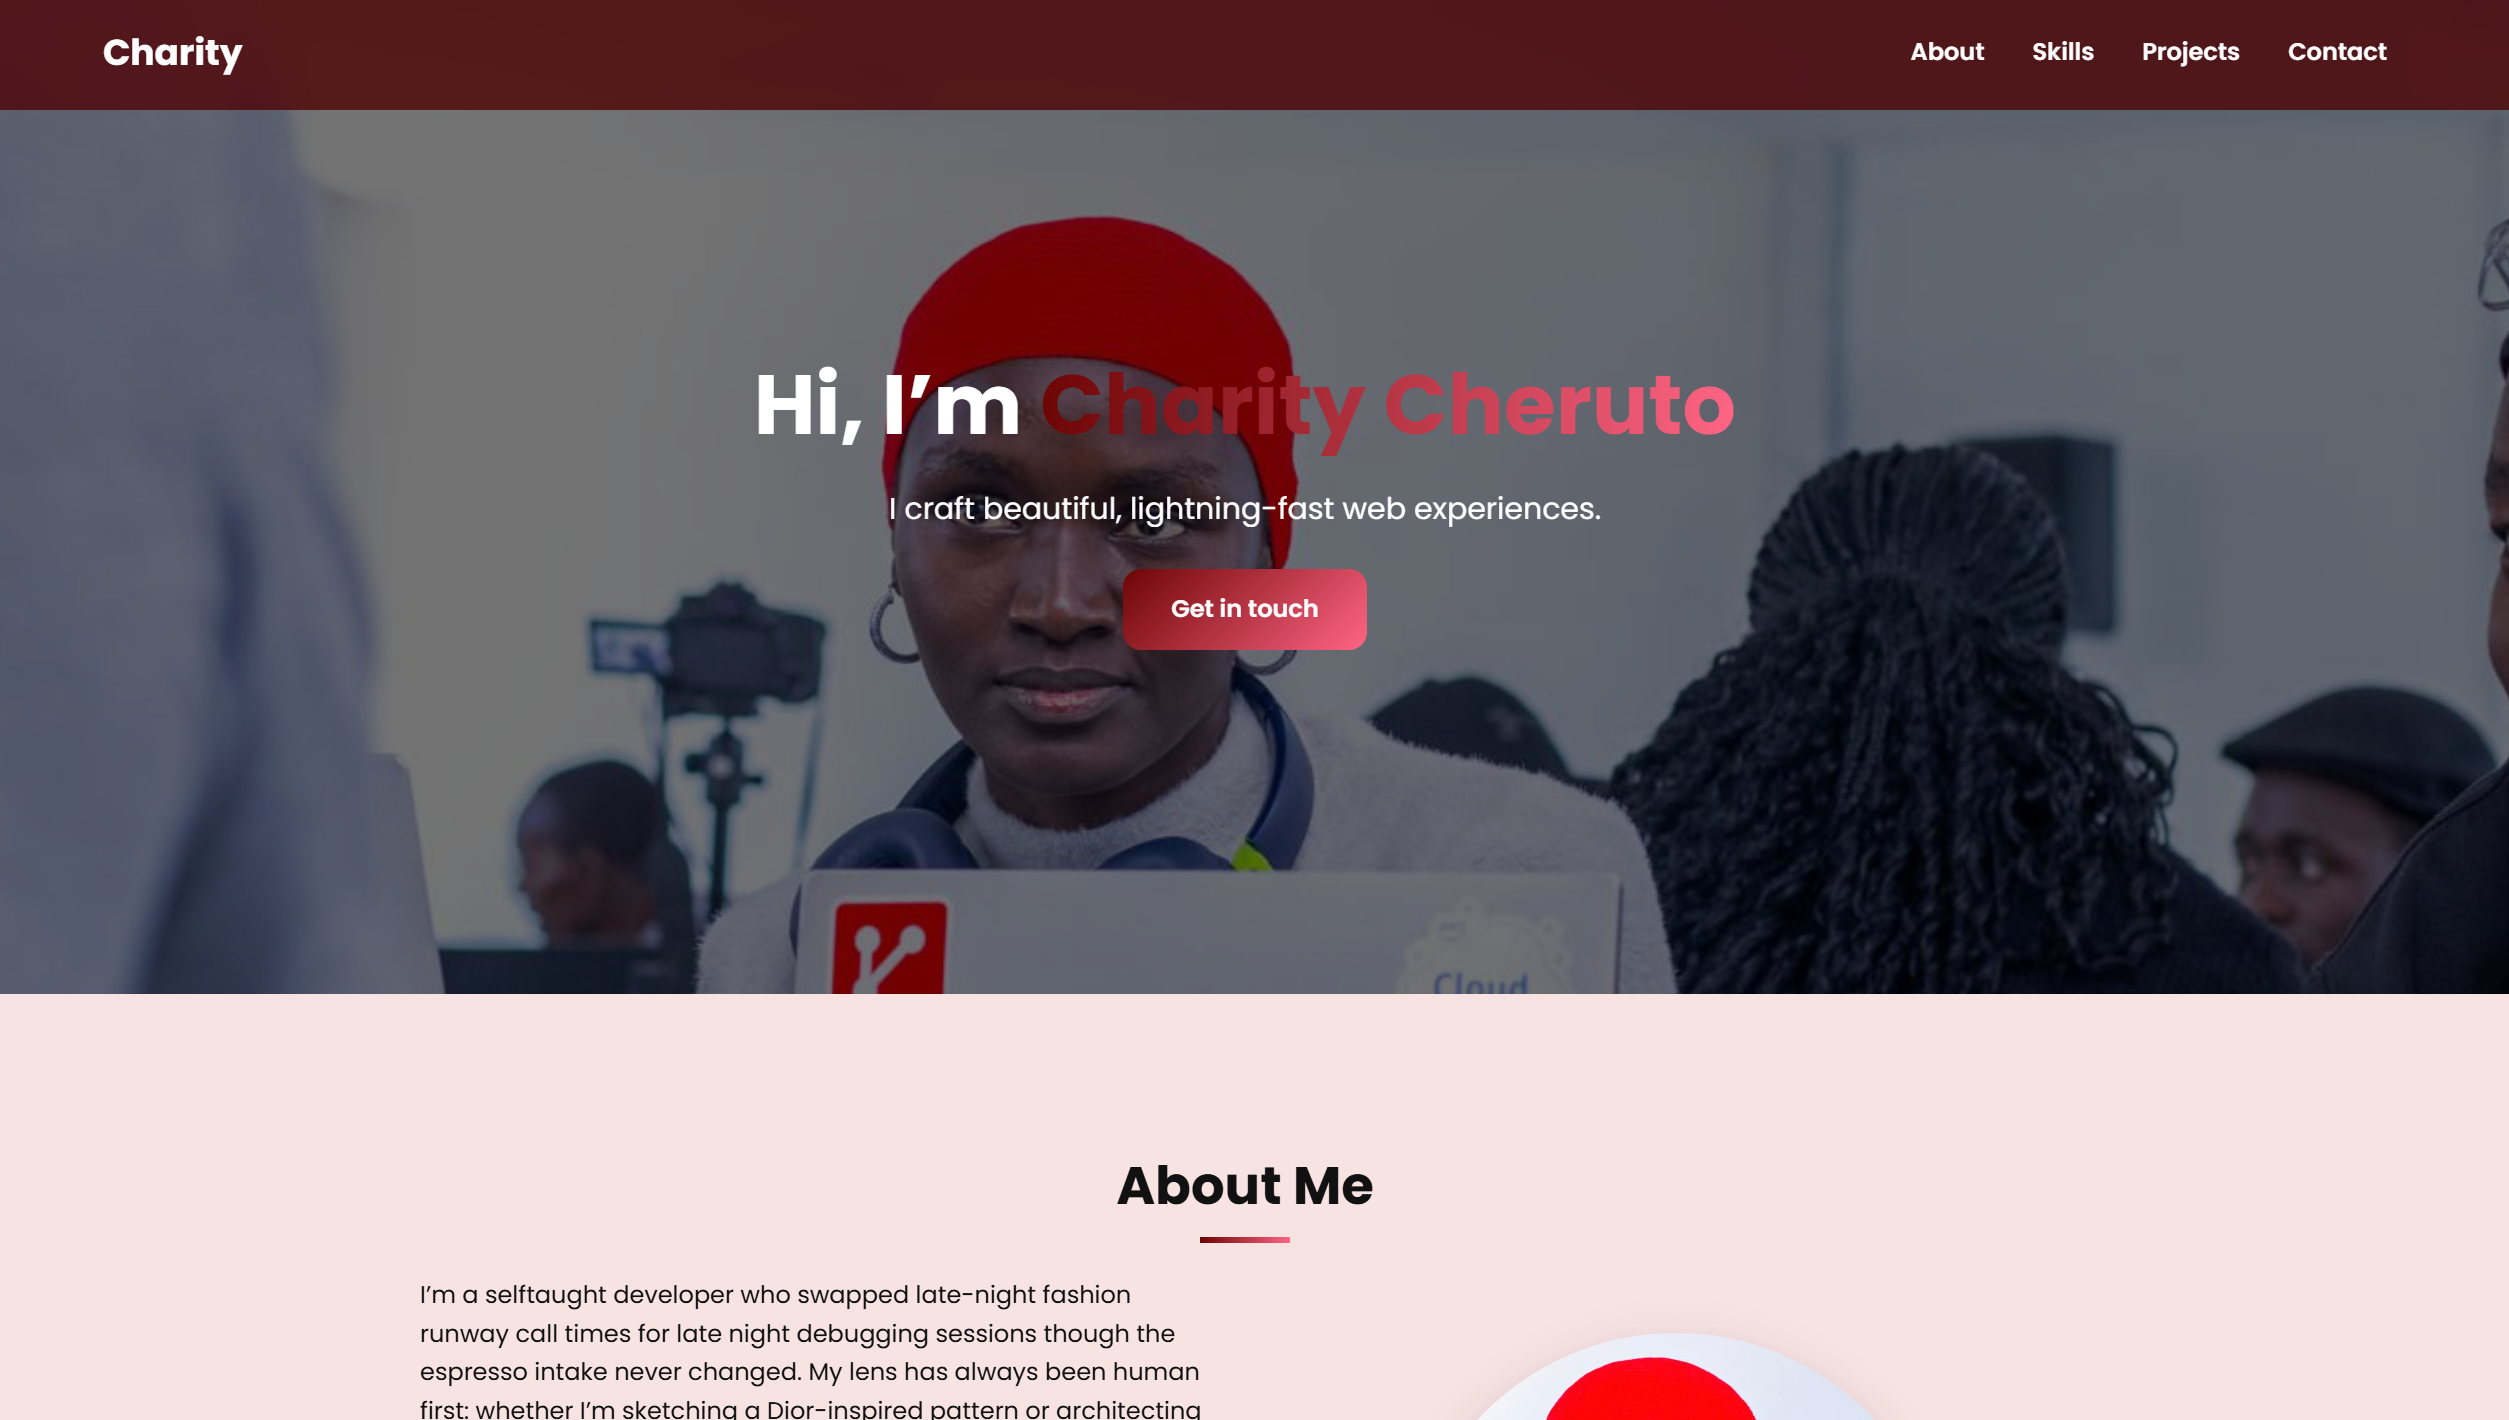 Charity
About Skills Projects Contact
Hi, I’m Charity Cheruto
I craft beautiful, lightning-fast web experiences.
Get in touch
Cloud
About Me
I’m a selftaught developer who swapped late-night fashion
runway call times for late night debugging sessions though the
espresso intake never changed. My lens has always been human
first: whether I’m sketching a Dior-inspired pattern or architecting